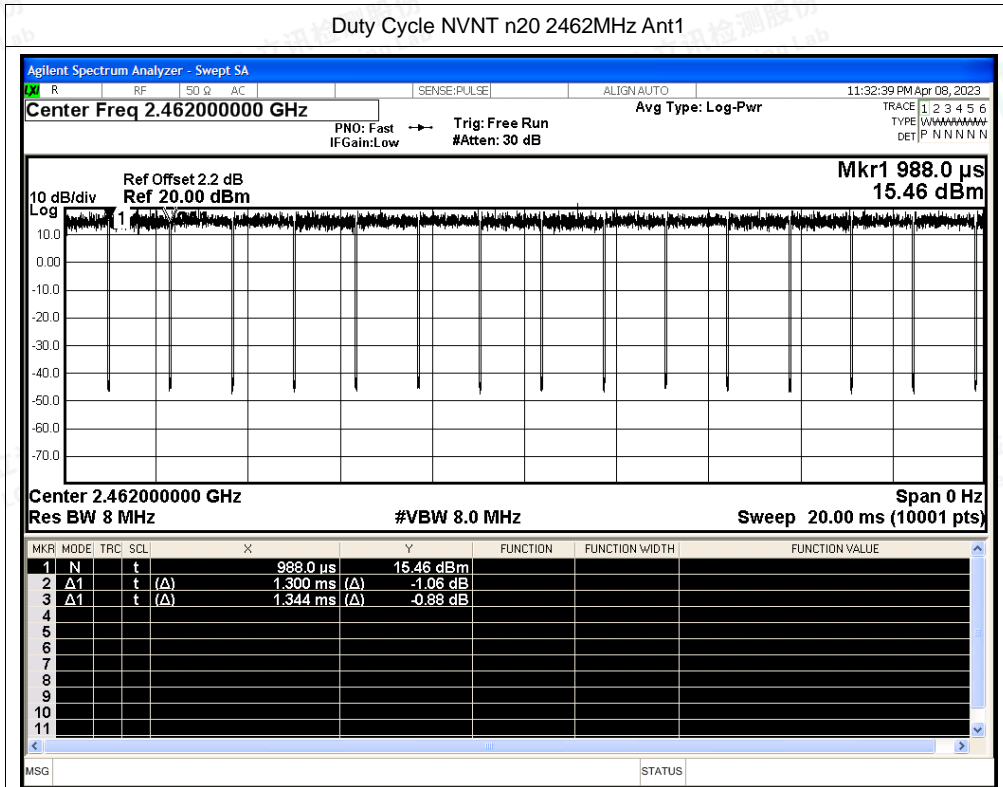 Duty Cycle NVNT n20 2462MHz Ant1
Agilent Spectrum Analyzer - Swept SA
LXI R RF 50 Ω AC SENSE:PULSE ALIGN AUTO 11:32:39 PM Apr 08, 2023
Center Freq 2.462000000 GHz Avg Type: Log-Pwr TRACE 1 2 3 4 5 6
PNO: Fast Trig: Free Run TYPE WWWWWW
IFGain:Low #Atten: 30 dB DET P N N N N N
Mkr1 988.0 µs
Ref Offset 2.2 dB
10 dB/div Ref 20.00 dBm 15.46 dBm
Log
1
10.0
0.00
-10.0
-20.0
-30.0
-40.0
-50.0
-60.0
-70.0
Center 2.462000000 GHz Span 0 Hz
Res BW 8 MHz #VBW 8.0 MHz Sweep 20.00 ms (10001 pts)
MKR MODE TRC SCL X Y FUNCTION FUNCTION WIDTH FUNCTION VALUE
1 N t 988.0 µs 15.46 dBm
2 Δ1 t (Δ) 1.300 ms (Δ) -1.06 dB
3 Δ1 t (Δ) 1.344 ms (Δ) -0.88 dB
4
5
6
7
8
9
10
11
MSG STATUS